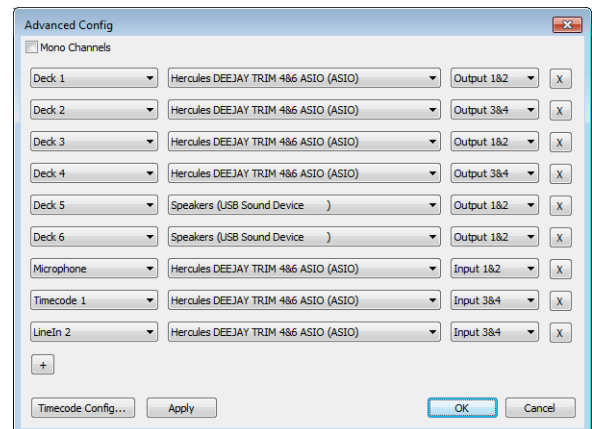 Advanced Config
Mono Channels
Deck 1 Hercules DEEJAY TRIM 4&6 ASIO (ASIO) Output 1&2 X
Deck 2 Hercules DEEJAY TRIM 4&6 ASIO (ASIO) Output 3&4 X
Deck 3 Hercules DEEJAY TRIM 4&6 ASIO (ASIO) Output 1&2 X
Deck 4 Hercules DEEJAY TRIM 4&6 ASIO (ASIO) Output 3&4 X
Deck 5 Speakers (USB Sound Device ) Output 1&2 X
Deck 6 Speakers (USB Sound Device ) Output 1&2 X
Microphone Hercules DEEJAY TRIM 4&6 ASIO (ASIO) Input 1&2 X
Timecode 1 Hercules DEEJAY TRIM 4&6 ASIO (ASIO) Input 3&4 X
LineIn 2 Hercules DEEJAY TRIM 4&6 ASIO (ASIO) Input 3&4 X
+
Timecode Config... Apply OK Cancel